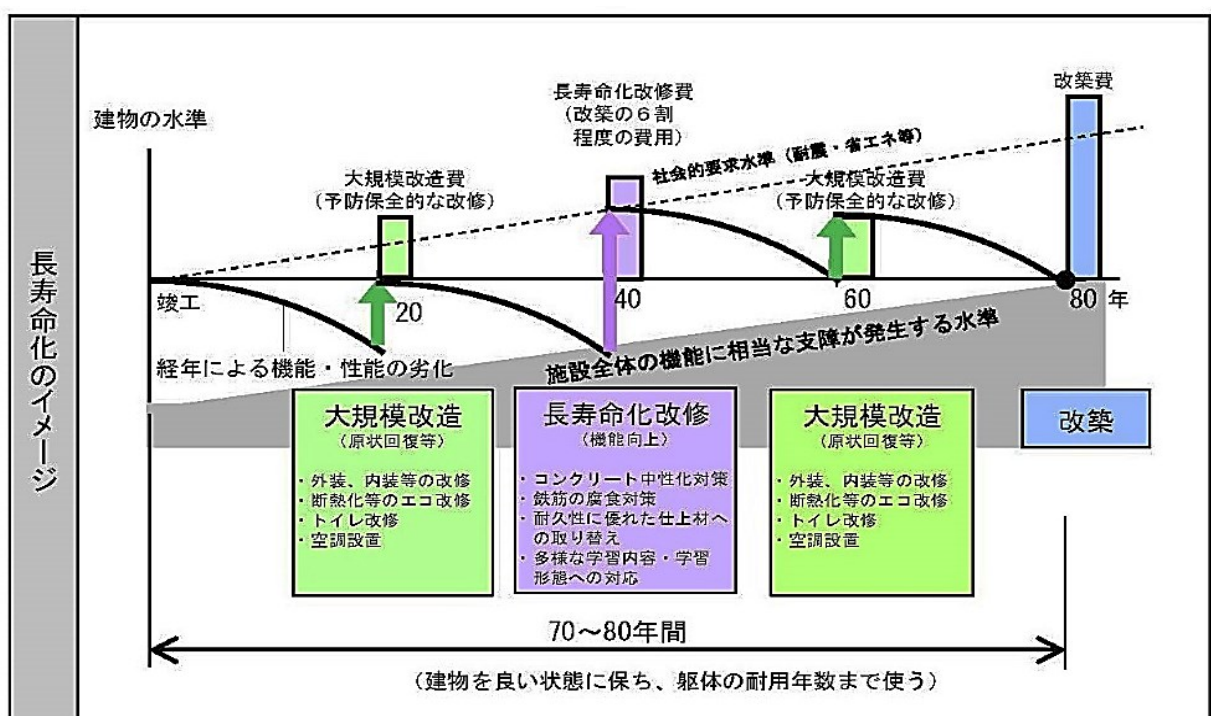 長寿命化のイメージ
建物の水準
長寿命化改修費
(改築の６割
程度の費用)
改築費
社会的要求水準（耐震・省エネ等）
大規模改造費
(予防保全的な改修)
大規模改造費
(予防保全的な改修)
竣工
20
40
60
80 年
経年による機能・性能の劣化
施設全体の機能に相当な支障が発生する水準
大規模改造
(原状回復等)
・外装、内装等の改修
・断熱化等のエコ改修
・トイレ改修
・空調設置
長寿命化改修
(機能向上)
・コンクリート中性化対策
・鉄筋の腐食対策
・耐久性に優れた仕上材へ
の取り替え
・多様な学習内容・学習
形態への対応
大規模改造
(原状回復等)
・外装、内装等の改修
・断熱化等のエコ改修
・トイレ改修
・空調設置
改築
70～80年間
(建物を良い状態に保ち、躯体の耐用年数まで使う)